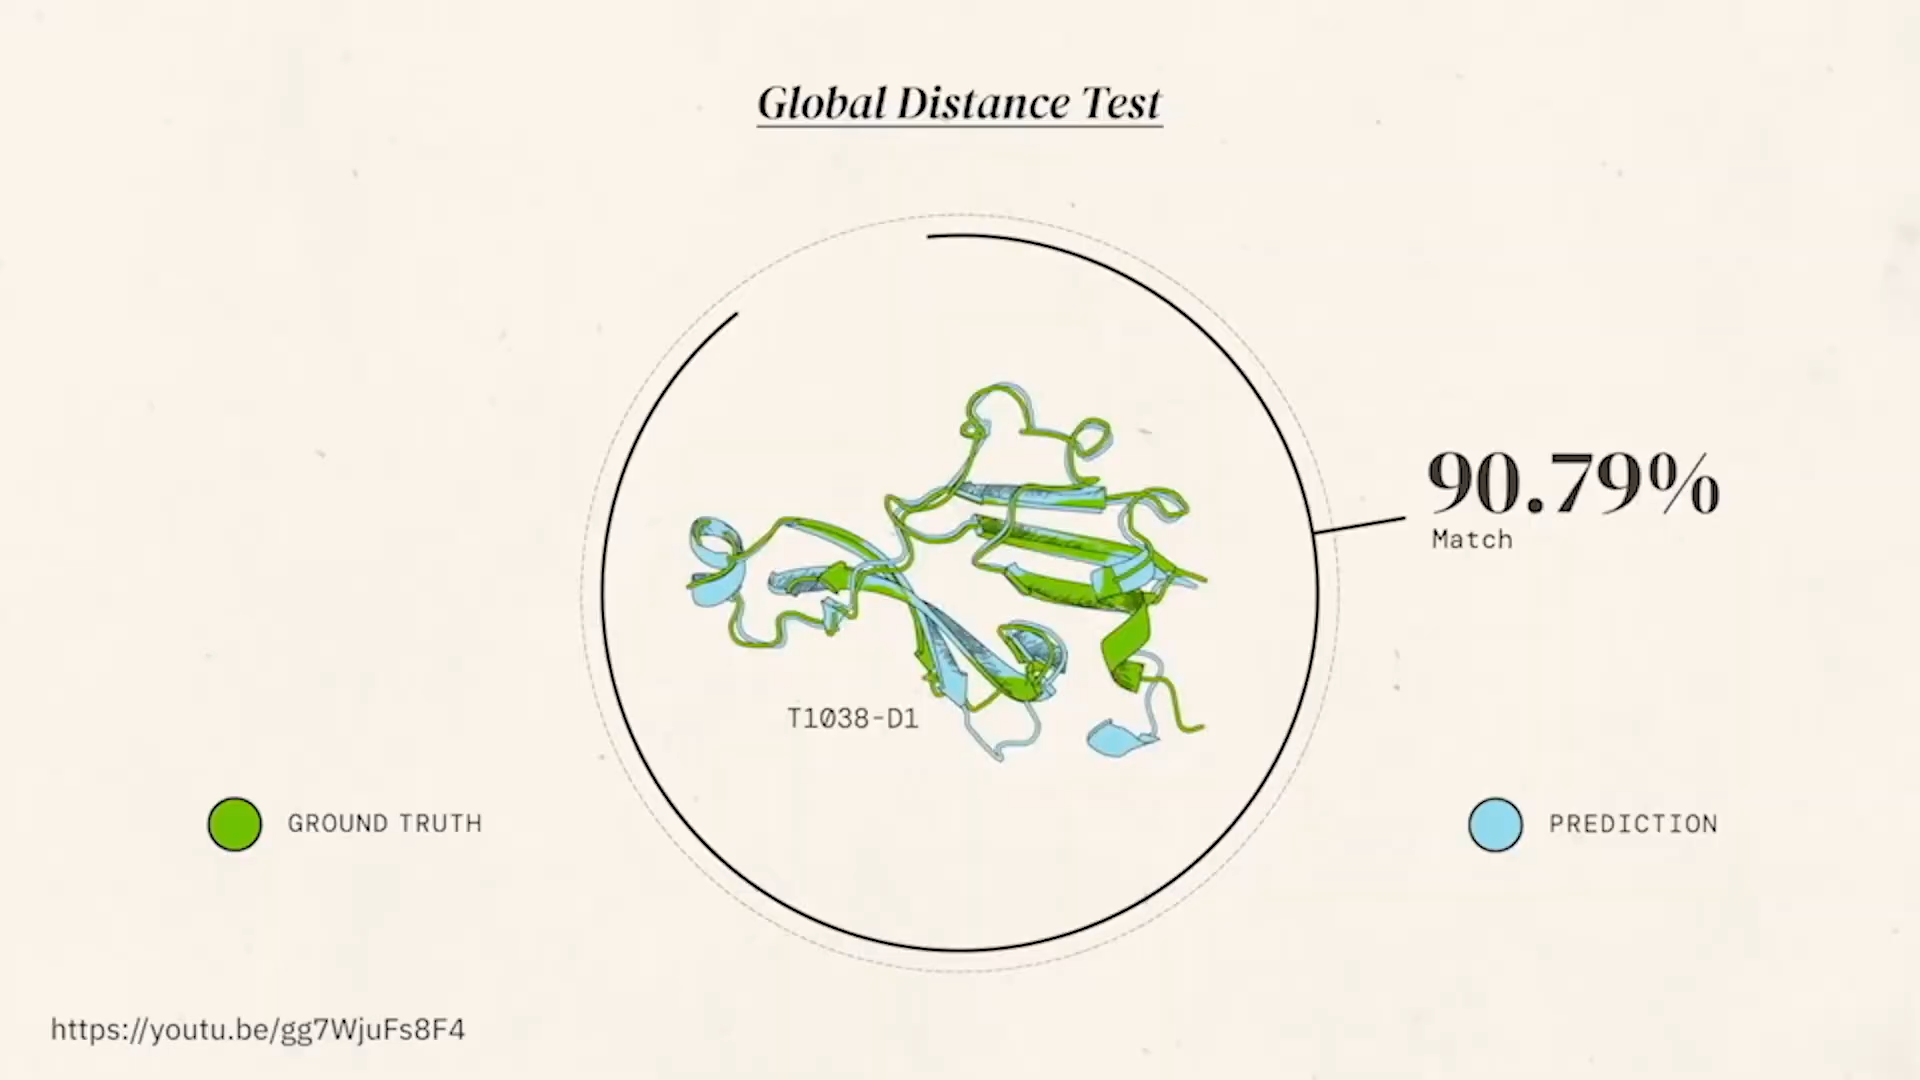 Global Distance Test
90.79%
Match
T1038-D1
GROUND TRUTH
PREDICTION
https://youtu.be/gg7WjuFs8F4